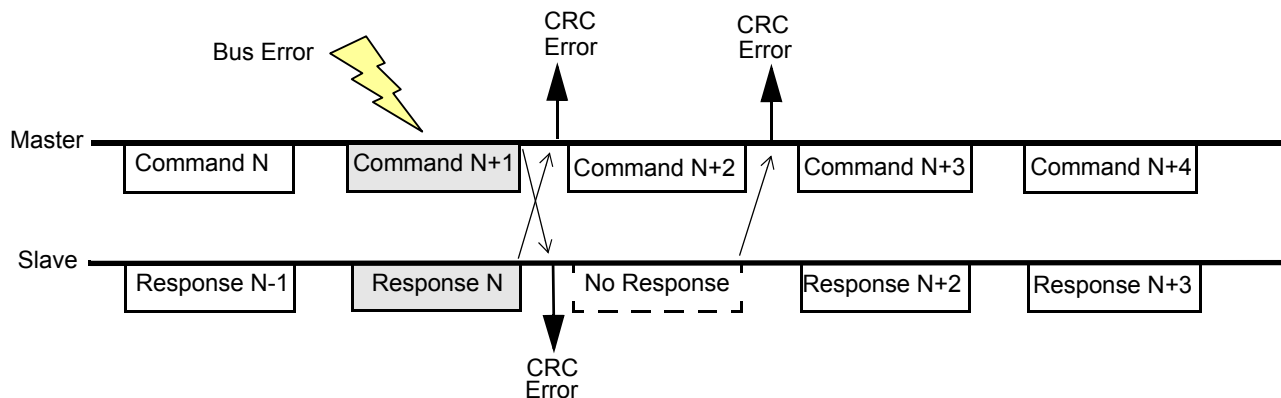 CRC
Error
CRC
Error
Bus Error
Master
Command N
Command N+1
Command N+2
Command N+3
Command N+4
Slave
Response N-1
Response N
No Response
Response N+2
Response N+3
CRC
Error